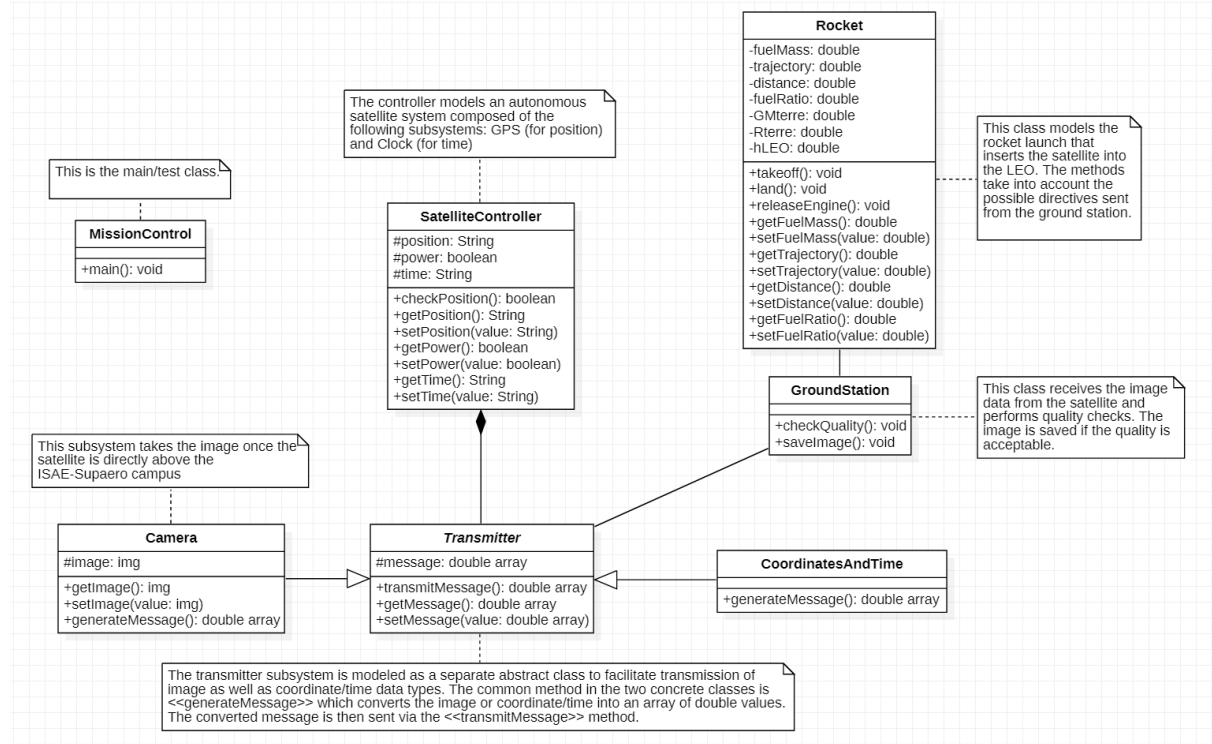 Rocket
-fuelMass: double
-trajectory: double
-distance: double
-fuelRatio: double
-GMterre: double
-Rterre: double
-hLEO: double
+takeoff(): void
+land(): void
+releaseEngine(): void
+getFuelMass(): double
+setFuelMass(value: double)
+getTrajectory(): double
+setTrajectory(value: double)
+getDistance(): double
+setDistance(value: double)
+getFuelRatio(): double
+setFuelRatio(value: double)
This class models the
rocket launch that
inserts the satellite into
the LEO. The methods
take into account the
possible directives sent
from the ground station.
The controller models an autonomous
satellite system composed of the
following subsystems: GPS (for position)
and Clock (for time)
This is the main/test class.
MissionControl
+main(): void
SatelliteController
#position: String
#power: boolean
#time: String
+checkPosition(): boolean
+getPosition(): String
+setPosition(value: String)
+getPower(): boolean
+setPower(value: boolean)
+getTime(): String
+setTime(value: String)
GroundStation
+checkQuality(): void
+saveImage(): void
This class receives the image
data from the satellite and
performs quality checks. The
image is saved if the quality is
acceptable.
This subsystem takes the image once the
satellite is directly above the
ISAE-Supaero campus
Camera
#image: img
+getImage(): img
+setImage(value: img)
+generateMessage(): double array
Transmitter
#message: double array
+transmitMessage(): double array
+getMessage(): double array
+setMessage(value: double array)
CoordinatesAndTime
+generateMessage(): double array
The transmitter subsystem is modeled as a separate abstract class to facilitate transmission of
image as well as coordinate/time data types. The common method in the two concrete classes is
<<generateMessage>> which converts the image or coordinate/time into an array of double values.
The converted message is then sent via the <<transmitMessage>> method.